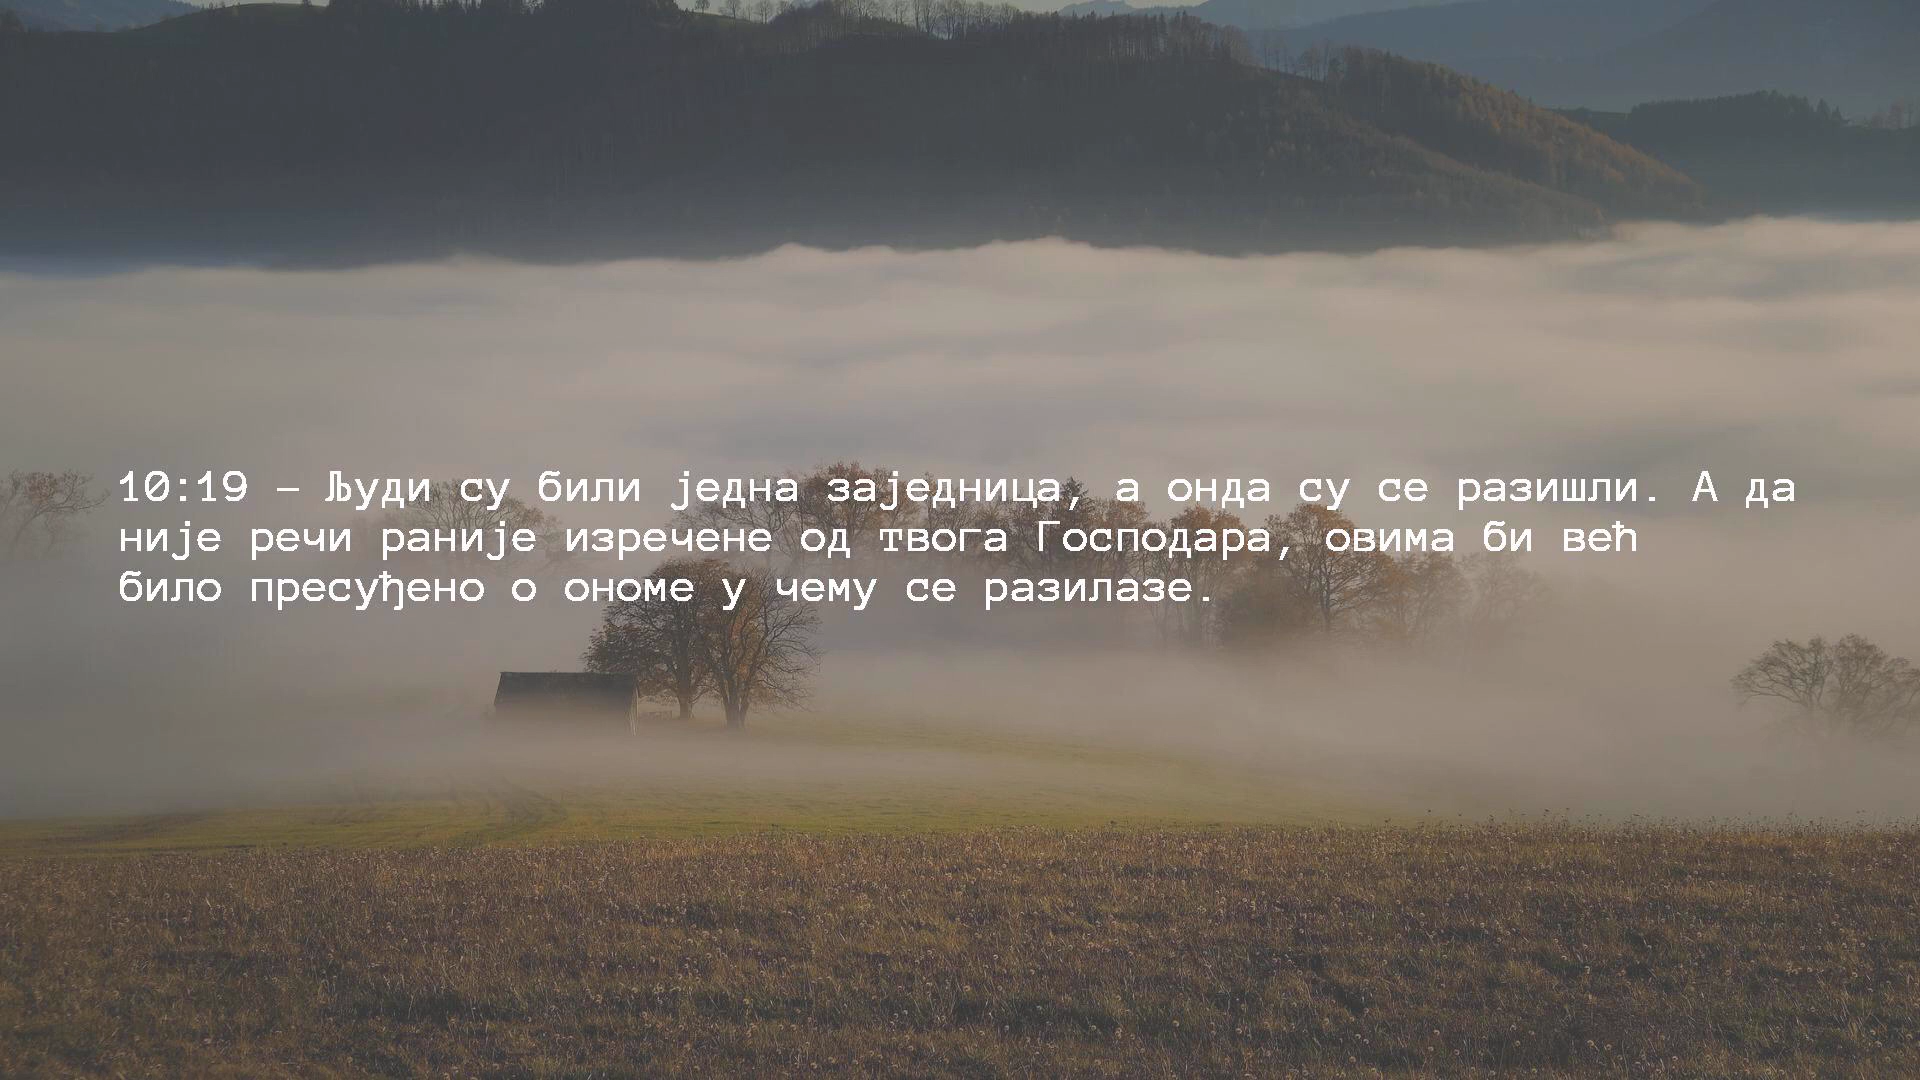 10:19 – Људи су били једна заједница, а онда су се разишли. А да
није речи раније изречене од твога Господара, овима би већ
било пресуђено о ономе у чему се разилазе.